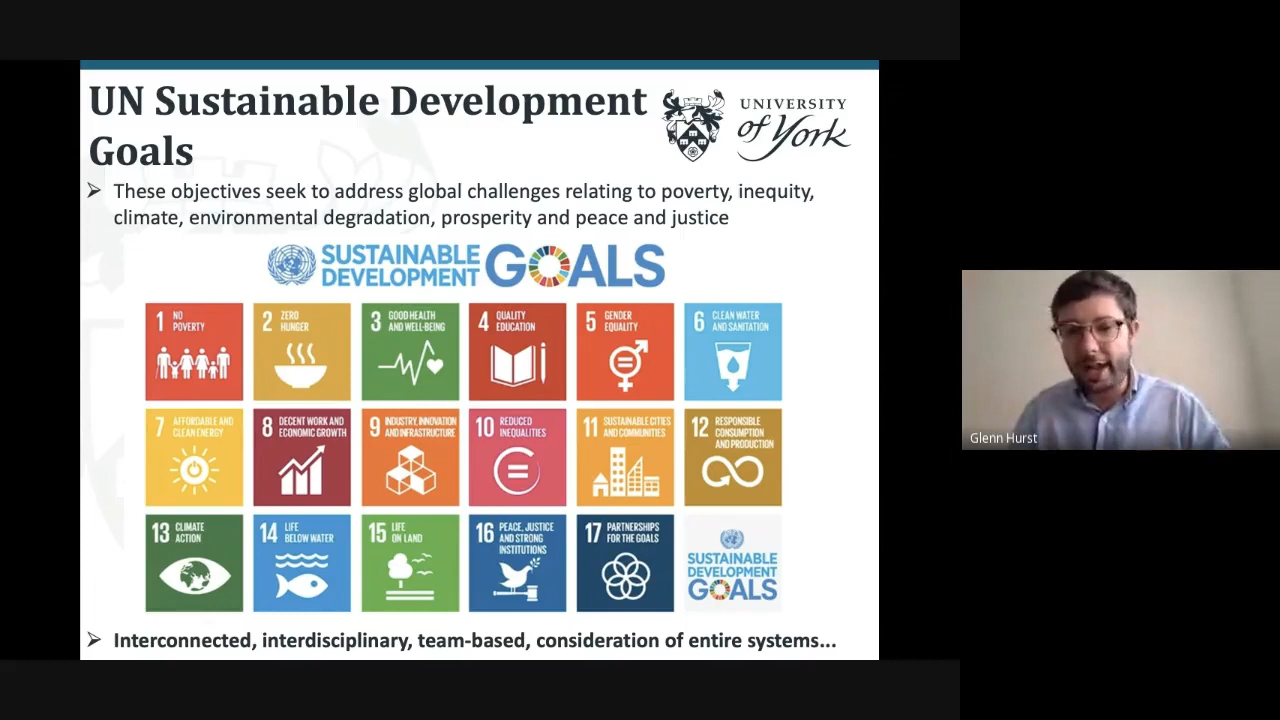 UN Sustainable Development
Goals
UNIVERSITY
of York
➢ These objectives seek to address global challenges relating to poverty, inequity,
climate, environmental degradation, prosperity and peace and justice
SUSTAINABLE
DEVELOPMENT
GOALS
1 NO
POVERTY
2 ZERO
HUNGER
3 GOOD HEALTH
AND WELL-BEING
4 QUALITY
EDUCATION
5 GENDER
EQUALITY
6 CLEAN WATER
AND SANITATION
7 AFFORDABLE AND
CLEAN ENERGY
8 DECENT WORK AND
ECONOMIC GROWTH
9 INDUSTRY, INNOVATION
AND INFRASTRUCTURE
10 REDUCED
INEQUALITIES
11 SUSTAINABLE CITIES
AND COMMUNITIES
12 RESPONSIBLE
CONSUMPTION
AND PRODUCTION
13 CLIMATE
ACTION
14 LIFE
BELOW WATER
15 LIFE
ON LAND
16 PEACE, JUSTICE
AND STRONG
INSTITUTIONS
17 PARTNERSHIPS
FOR THE GOALS
SUSTAINABLE
DEVELOPMENT
GOALS
➢ Interconnected, interdisciplinary, team-based, consideration of entire systems...
Glenn Hurst